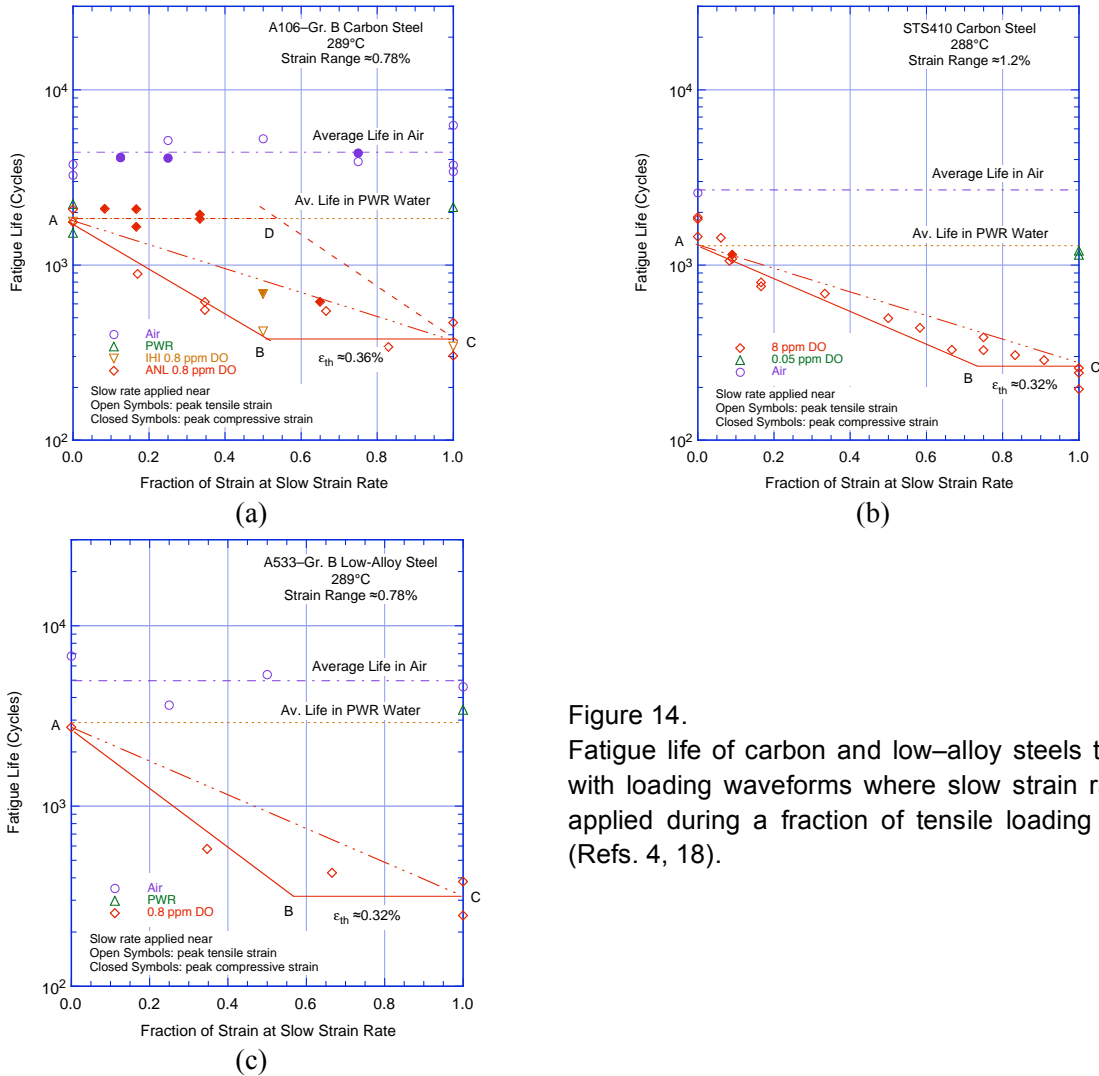 A106–Gr. B Carbon Steel
289°C
Strain Range ≈0.78%
10⁴
Average Life in Air
Av. Life in PWR Water
A
D
10³
Fatigue Life (Cycles)
B
C
εth ≈0.36%
Air
PWR
IHI 0.8 ppm DO
ANL 0.8 ppm DO
Slow rate applied near
Open Symbols: peak tensile strain
Closed Symbols: peak compressive strain
10²
0.0 0.2 0.4 0.6 0.8 1.0
Fraction of Strain at Slow Strain Rate
(a)
STS410 Carbon Steel
288°C
Strain Range ≈1.2%
10⁴
Average Life in Air
Av. Life in PWR Water
A
10³
Fatigue Life (Cycles)
8 ppm DO
0.05 ppm DO
Air
B
C
εth ≈0.32%
Slow rate applied near
Open Symbols: peak tensile strain
Closed Symbols: peak compressive strain
10²
0.0 0.2 0.4 0.6 0.8 1.0
Fraction of Strain at Slow Strain Rate
(b)
A533–Gr. B Low-Alloy Steel
289°C
Strain Range ≈0.78%
10⁴
Average Life in Air
Av. Life in PWR Water
A
10³
Fatigue Life (Cycles)
Air
PWR
0.8 ppm DO
B
C
εth ≈0.32%
Slow rate applied near
Open Symbols: peak tensile strain
Closed Symbols: peak compressive strain
10²
0.0 0.2 0.4 0.6 0.8 1.0
Fraction of Strain at Slow Strain Rate
(c)
Figure 14.
Fatigue life of carbon and low–alloy steels
with loading waveforms where slow strain
applied during a fraction of tensile loading
(Refs. 4, 18).